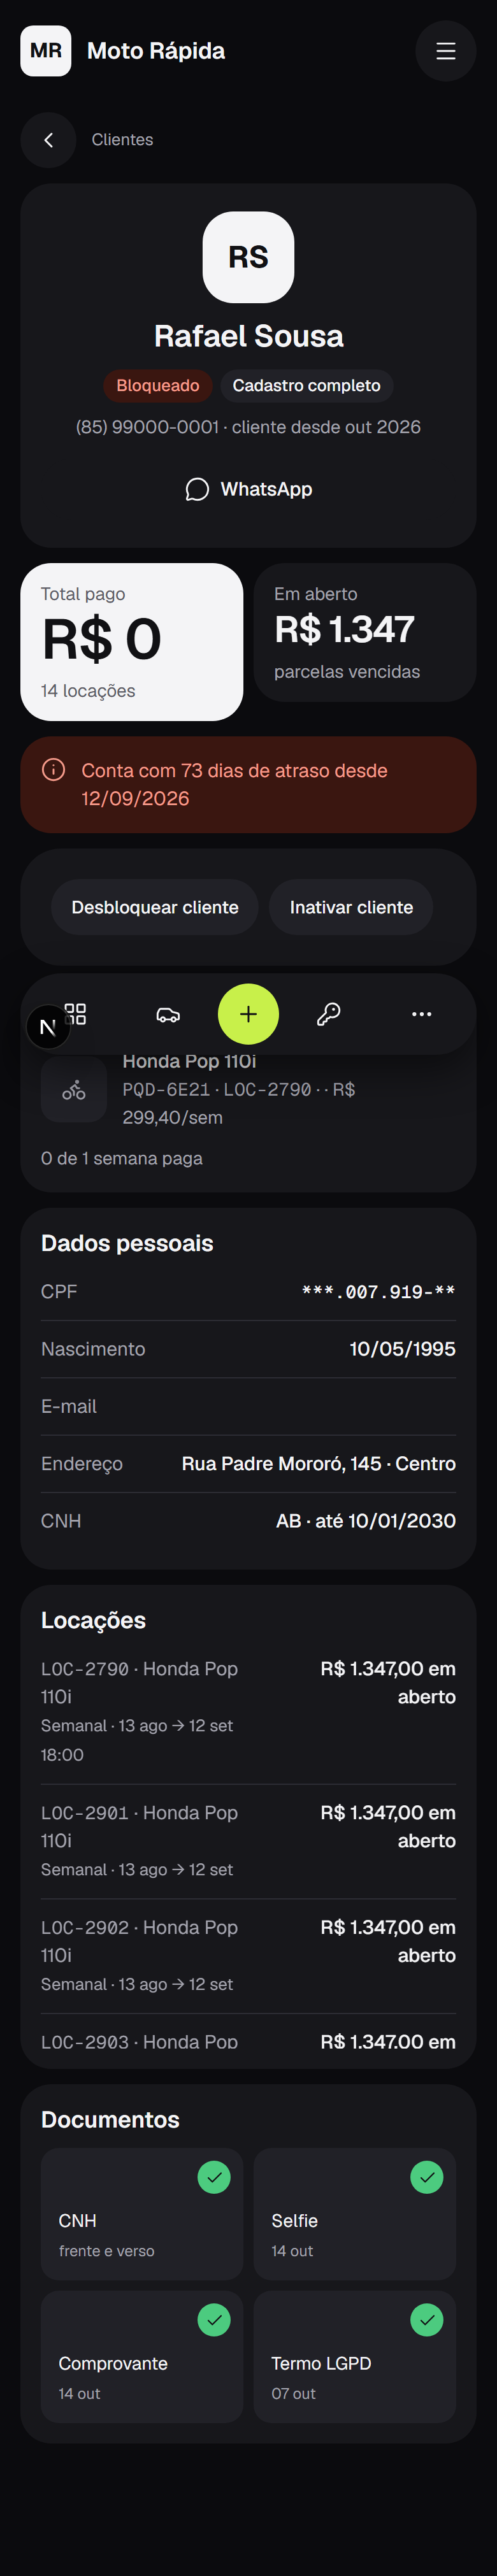 MR Moto Rápida
Clientes
RS
Rafael Sousa
Bloqueado Cadastro completo
(85) 99000-0001 · cliente desde out 2026
WhatsApp
Total pago
R$ 0
14 locações
Em aberto
R$ 1.347
parcelas vencidas
Conta com 73 dias de atraso desde
12/09/2026
Desbloquear cliente Inativar cliente
N
Honda Pop 110i
PQD-6E21 · LOC-2790 · · R$
299,40/sem
0 de 1 semana paga
Dados pessoais
CPF ***.007.919-**
Nascimento 10/05/1995
E-mail
Endereço Rua Padre Mororó, 145 · Centro
CNH AB · até 10/01/2030
Locações
LOC-2790 · Honda Pop R$ 1.347,00 em
110i aberto
Semanal · 13 ago → 12 set
18:00
LOC-2901 · Honda Pop R$ 1.347,00 em
110i aberto
Semanal · 13 ago → 12 set
LOC-2902 · Honda Pop R$ 1.347,00 em
110i aberto
Semanal · 13 ago → 12 set
LOC-2903 · Honda Pop R$ 1.347,00 em
Documentos
CNH
frente e verso
Selfie
14 out
Comprovante
14 out
Termo LGPD
07 out